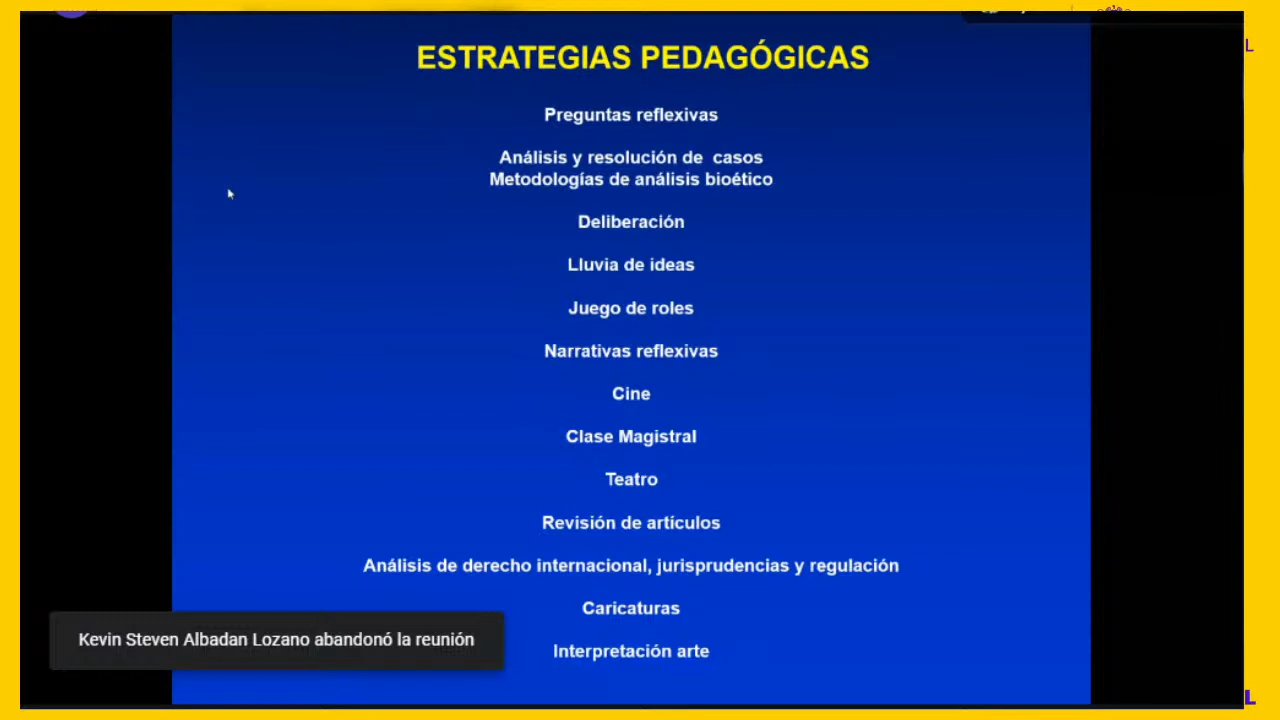 ESTRATEGIAS PEDAGÓGICAS
Preguntas reflexivas
Análisis y resolución de casos
Metodologías de análisis bioético
Deliberación
Lluvia de ideas
Juego de roles
Narrativas reflexivas
Cine
Clase Magistral
Teatro
Revisión de artículos
Análisis de derecho internacional, jurisprudencias y regulación
Caricaturas
Kevin Steven Albadan Lozano abandonó la reunión
Interpretación arte
L
L